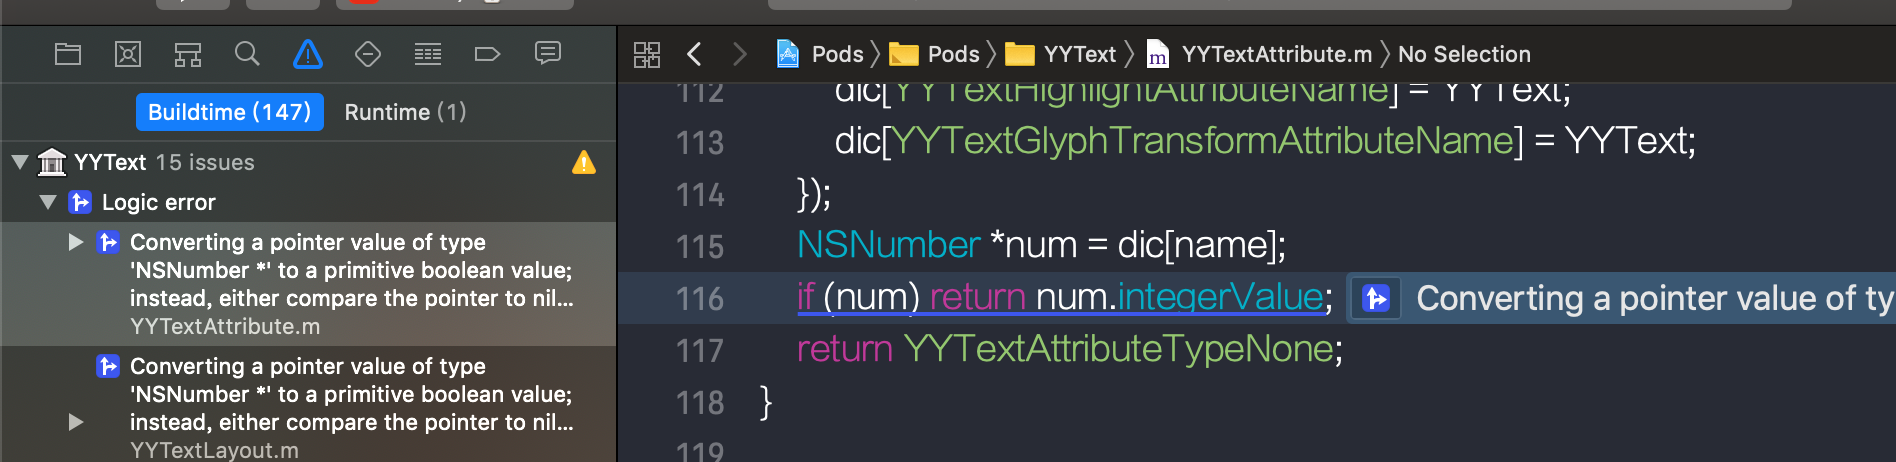 Buildtime (147) Runtime (1)
YYText 15 issues
Logic error
Converting a pointer value of type
'NSNumber *' to a primitive boolean value;
instead, either compare the pointer to nil...
YYTextAttribute.m
Converting a pointer value of type
'NSNumber *' to a primitive boolean value;
instead, either compare the pointer to nil...
YYTextLayout.m
Pods Pods YYText m YYTextAttribute.m No Selection
112 dic[YYTextHighlightAttributeName] = YYText;
113 dic[YYTextGlyphTransformAttributeName] = YYText;
114 });
115 NSNumber *num = dic[name];
116 if (num) return num.integerValue; Converting a pointer value of ty
117 return YYTextAttributeTypeNone;
118 }
119